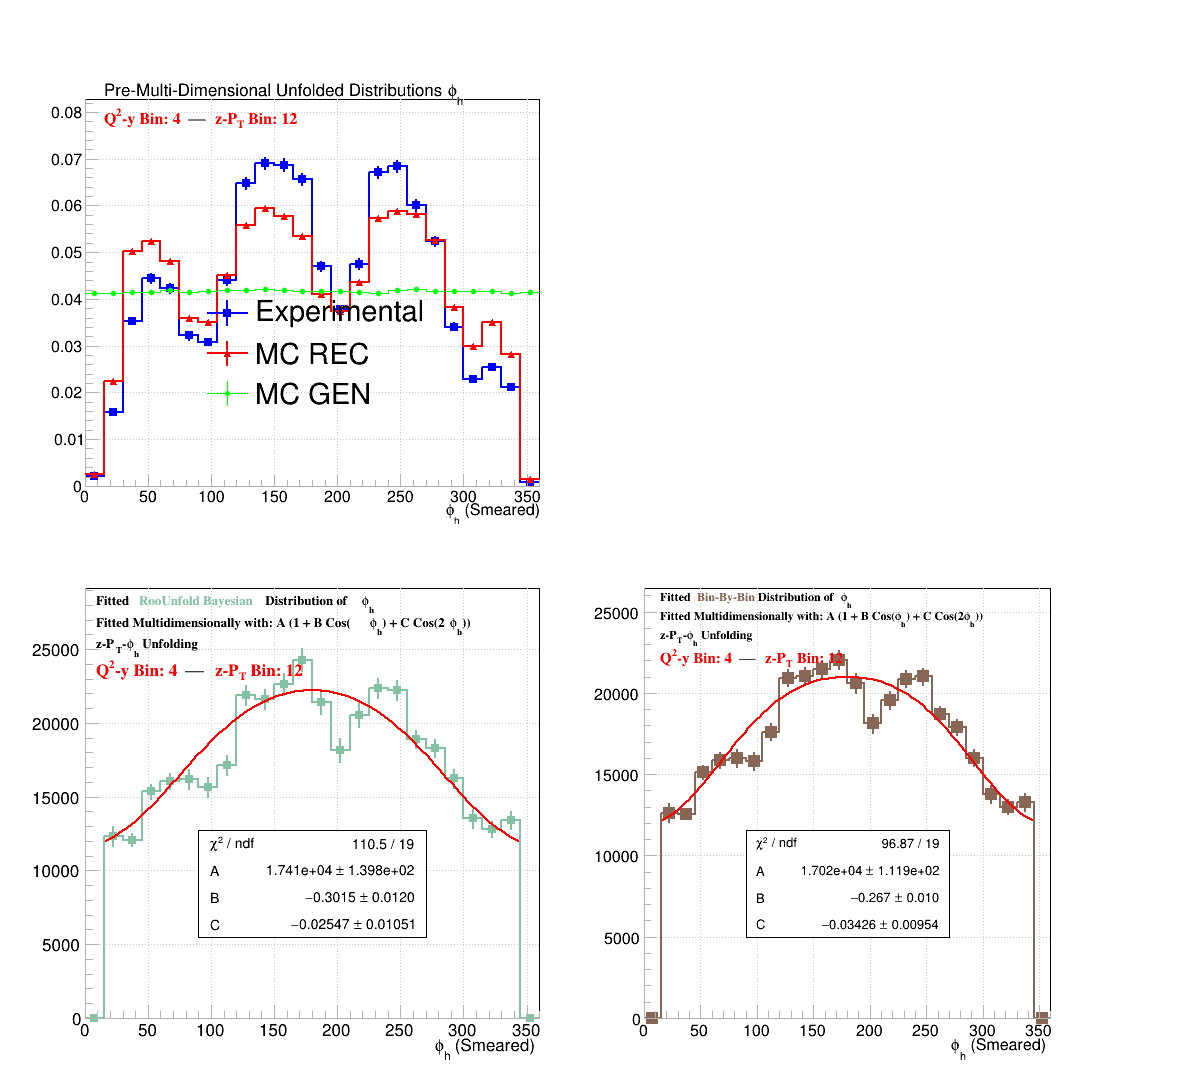 Pre-Multi-Dimensional Unfolded Distributions ϕh
Q2-y Bin: 4 — z-PT Bin: 12
0.08
0.07
0.06
0.05
0.04
0.03
0.02
0.01
0
Experimental
MC REC
MC GEN
0 50 100 150 200 250 300 350
ϕh (Smeared)
Fitted RooUnfold Bayesian Distribution of ϕh
Fitted Multidimensionally with: A (1 + B Cos( ϕh) + C Cos(2 ϕh))
z-PT-ϕh Unfolding
Q2-y Bin: 4 — z-PT Bin: 12
25000
20000
15000
10000
5000
0
χ2 / ndf 110.5 / 19
A 1.741e+04 ± 1.398e+02
B −0.3015 ± 0.0120
C −0.02547 ± 0.01051
0 50 100 150 200 250 300 350
ϕh (Smeared)
Fitted Bin-By-Bin Distribution of ϕh
Fitted Multidimensionally with: A (1 + B Cos(ϕh) + C Cos(2ϕh))
z-PT-ϕh Unfolding
Q2-y Bin: 4 — z-PT Bin: 12
25000
20000
15000
10000
5000
0
χ2 / ndf 96.87 / 19
A 1.702e+04 ± 1.119e+02
B −0.267 ± 0.010
C −0.03426 ± 0.00954
0 50 100 150 200 250 300 350
ϕh (Smeared)